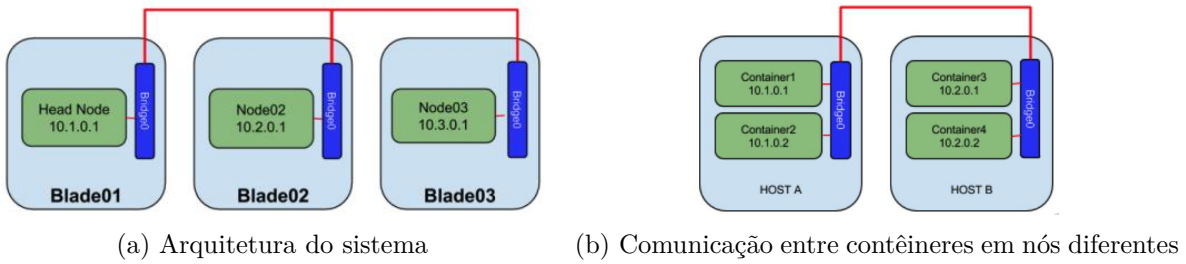 Head Node
10.1.0.1
Bridge0
Blade01
Node02
10.2.0.1
Bridge0
Blade02
Node03
10.3.0.1
Bridge0
Blade03
(a) Arquitetura do sistema
Container1
10.1.0.1
Container2
10.1.0.2
Bridge0
HOST A
Container3
10.2.0.1
Container4
10.2.0.2
Bridge0
HOST B
(b) Comunicação entre contêineres em nós diferentes